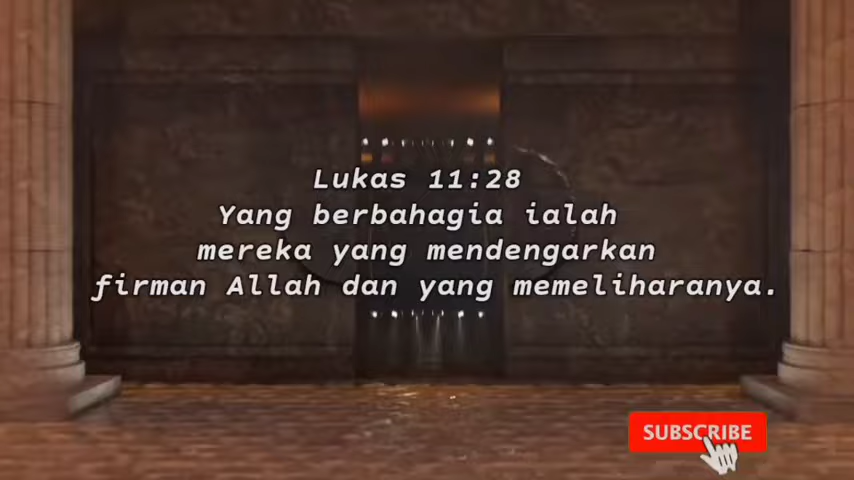 Lukas 11:28
Yang berbahagia ialah
mereka yang mendengarkan
firman Allah dan yang memeliharanya.
SUBSCRIBE